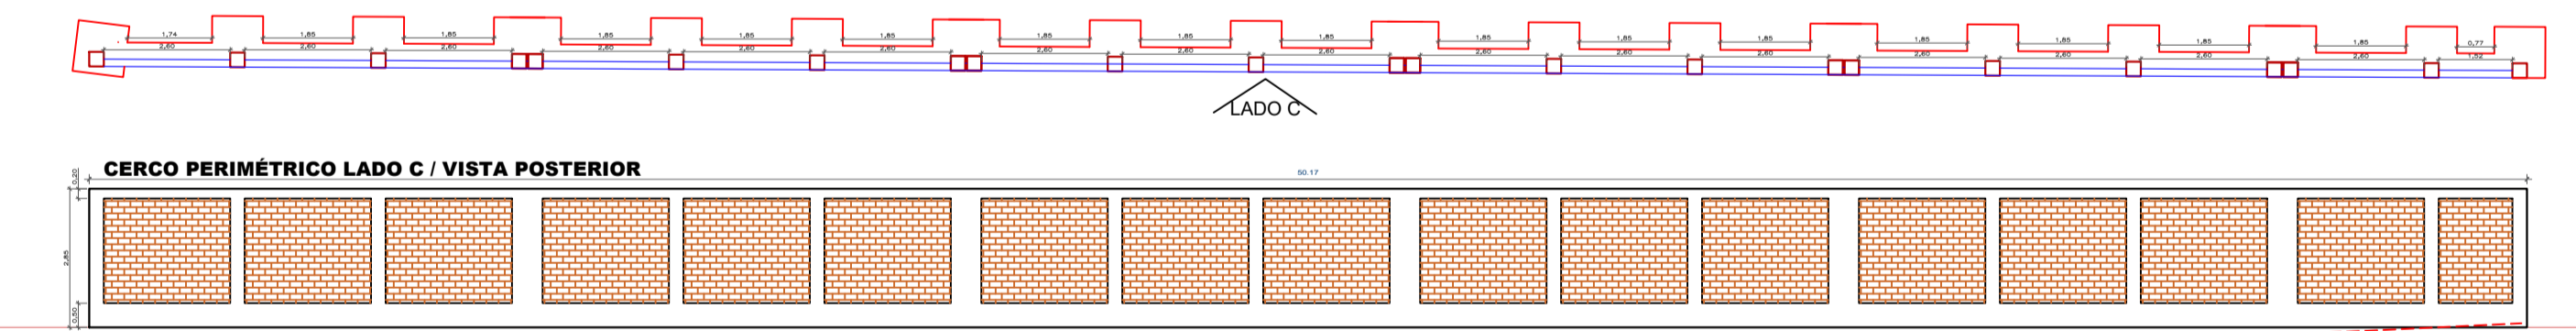 1,74 1,85 1,85 1,85 1,85 1,85 1,85 1,85 1,85 1,85 1,85 1,85 1,85 1,85 1,85 1,85 0,77
2,60 2,60 2,60 2,60 2,60 2,60 2,60 2,60 2,60 2,60 2,60 2,60 2,60 2,60 2,60 2,60 1,52
LADO C
CERCO PERIMÉTRICO LADO C / VISTA POSTERIOR
50.17
0,20
2,85
0,50